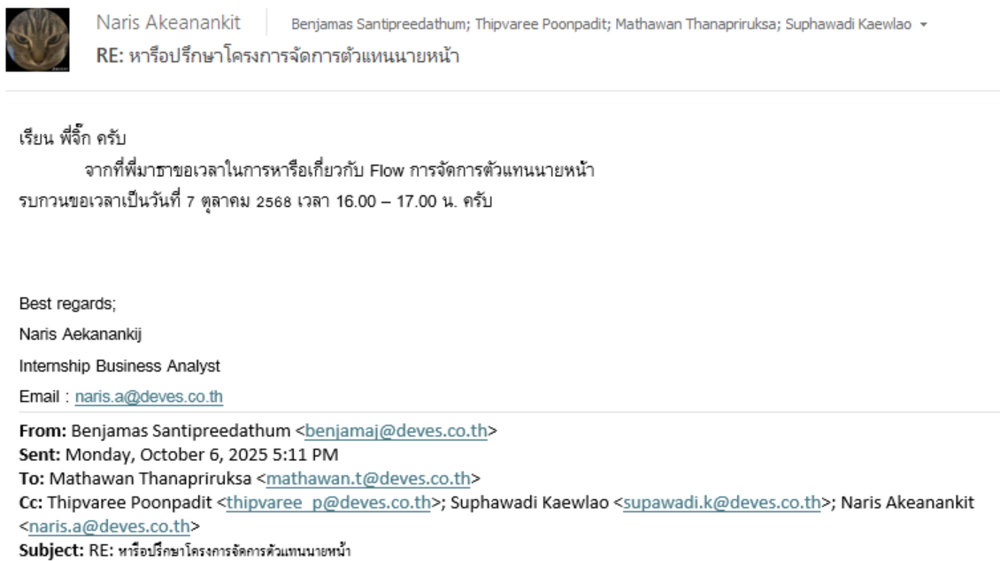 Naris Akeanankit
Benjamas Santipreedathum; Thipvaree Poonpadit; Mathawan Thanapriruksa; Suphawadi Kaewlao
RE: หารือปรึกษาโครงการจัดการตัวแทนนายหน้า
เรียน พี่จิ๊ก ครับ
จากที่พี่มาธาขอเวลาในการหารือเกี่ยวกับ Flow การจัดการตัวแทนนายหน้า
รบกวนขอเวลาเป็นวันที่ 7 ตุลาคม 2568 เวลา 16.00 – 17.00 น. ครับ
Best regards;
Naris Aekanankij
Internship Business Analyst
Email : naris.a@deves.co.th
From: Benjamas Santipreedathum <benjamaj@deves.co.th>
Sent: Monday, October 6, 2025 5:11 PM
To: Mathawan Thanapriruksa <mathawan.t@deves.co.th>
Cc: Thipvaree Poonpadit <thipvaree_p@deves.co.th>; Suphawadi Kaewlao <supawadi.k@deves.co.th>; Naris Akeanankit
<naris.a@deves.co.th>
Subject: RE: หารือปรึกษาโครงการจัดการตัวแทนนายหน้า